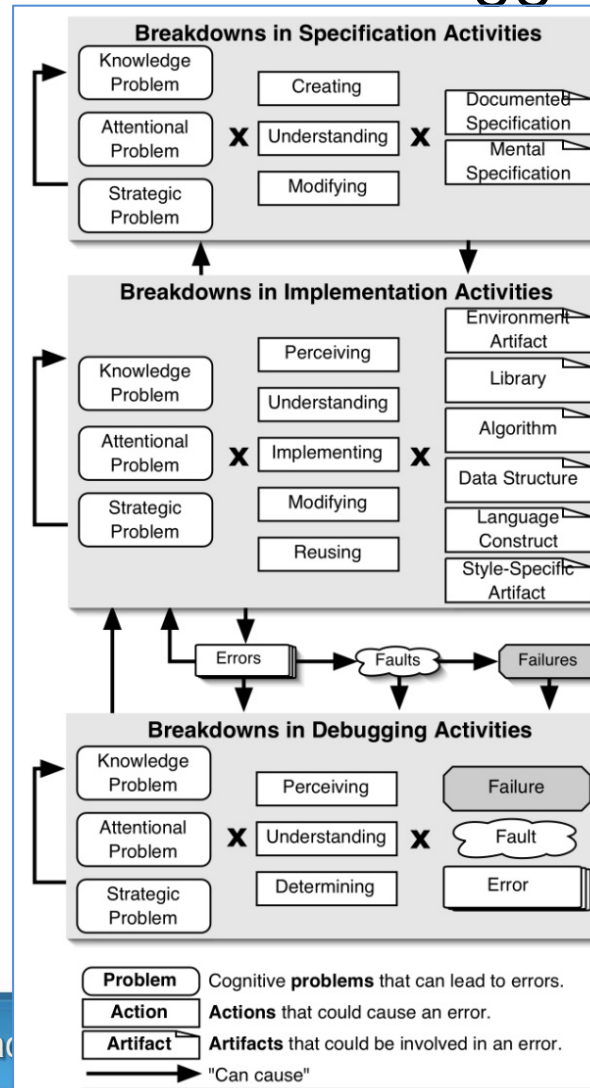 Breakdowns in Specification Activities
Knowledge
Problem
Attentional
Problem
Strategic
Problem
X
Creating
Understanding
Modifying
X
Documented
Specification
Mental
Specification
Breakdowns in Implementation Activities
Knowledge
Problem
Attentional
Problem
Strategic
Problem
X
Perceiving
Understanding
Implementing
Modifying
Reusing
X
Environment
Artifact
Library
Algorithm
Data Structure
Language
Construct
Style-Specific
Artifact
Errors
Faults
Failures
Breakdowns in Debugging Activities
Knowledge
Problem
Attentional
Problem
Strategic
Problem
X
Perceiving
Understanding
Determining
X
Failure
Fault
Error
Problem Cognitive problems that can lead to errors.
Action Actions that could cause an error.
Artifact Artifacts that could be involved in an error.
"Can cause"